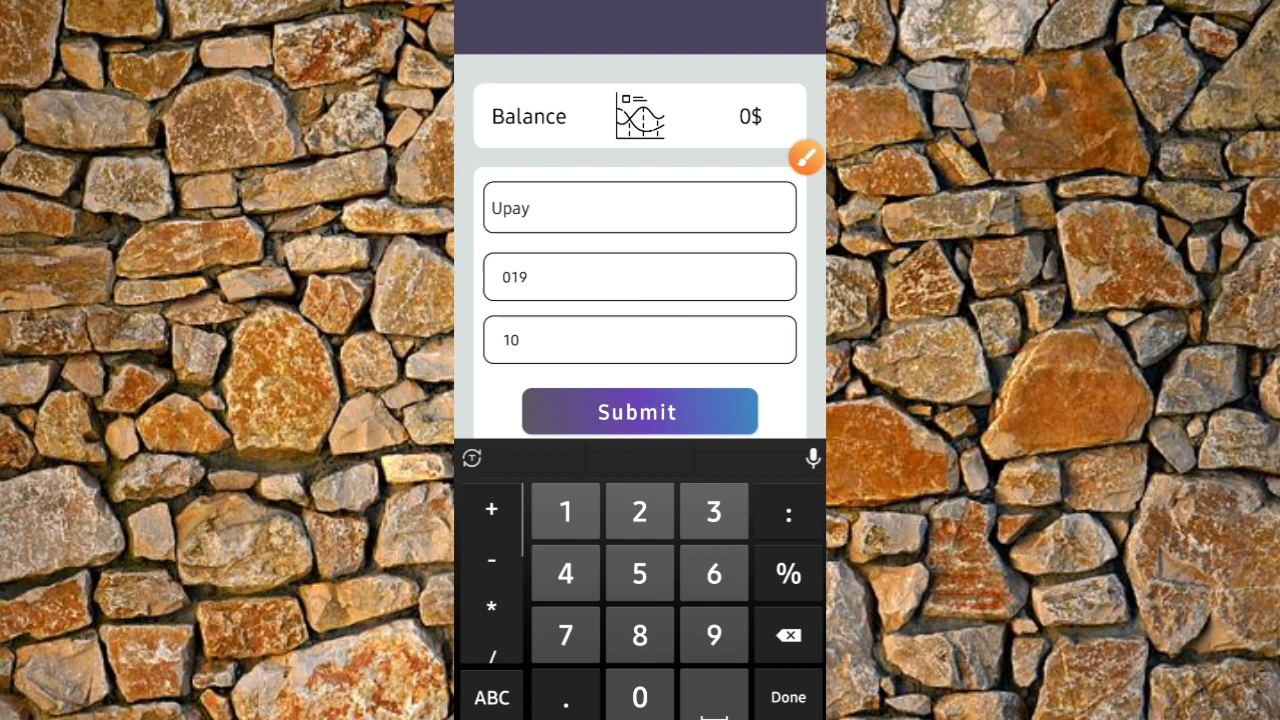 Balance 0$
Upay
019
10
Submit
+ 1 2 3 :
- 4 5 6 %
* 7 8 9
/
ABC . 0 Done